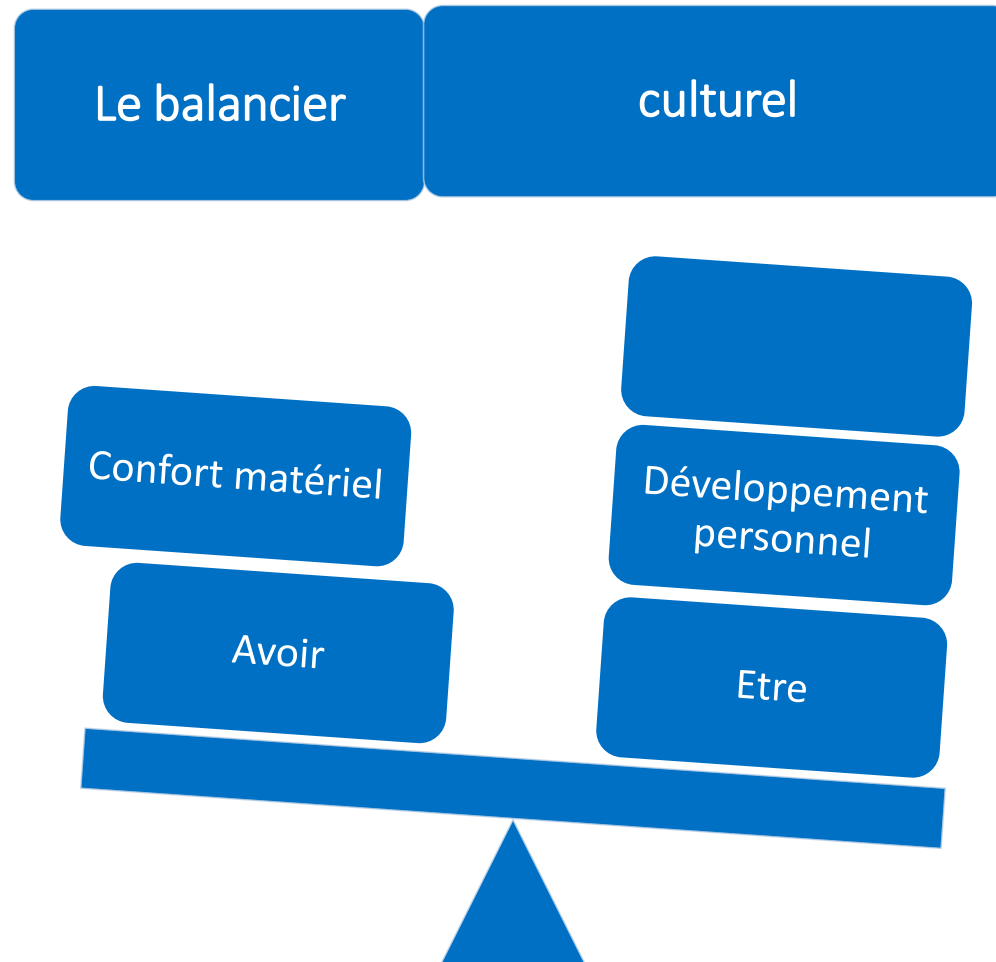 Le balancier
culturel
Confort matériel
Avoir
Développement
personnel
Etre